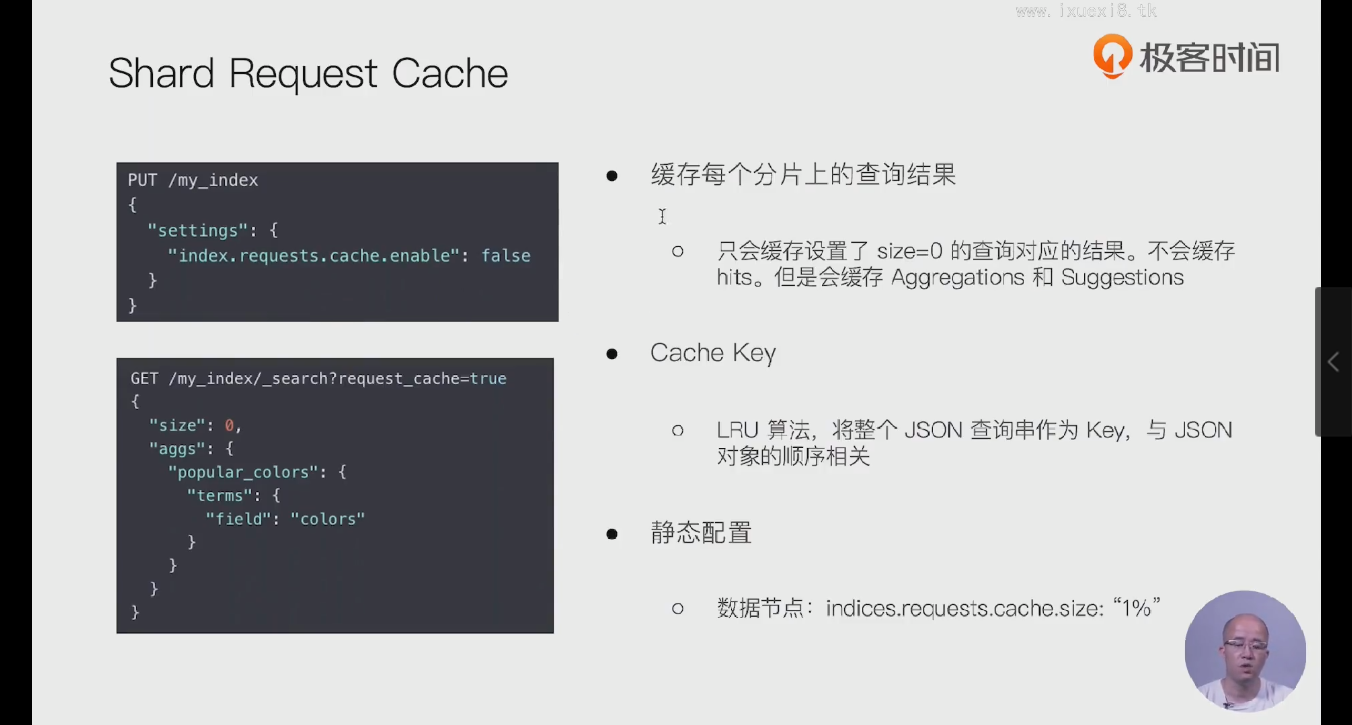 www. ixuexi8. tk
极客时间
Shard Request Cache
PUT /my_index
{
"settings": {
"index.requests.cache.enable": false
}
}
GET /my_index/_search?request_cache=true
{
"size": 0,
"aggs": {
"popular_colors": {
"terms": {
"field": "colors"
}
}
}
}
缓存每个分片上的查询结果
只会缓存设置了 size=0 的查询对应的结果。不会缓存
hits。但是会缓存 Aggregations 和 Suggestions
Cache Key
LRU 算法，将整个 JSON 查询串作为 Key，与 JSON
对象的顺序相关
静态配置
数据节点：indices.requests.cache.size: “1%”